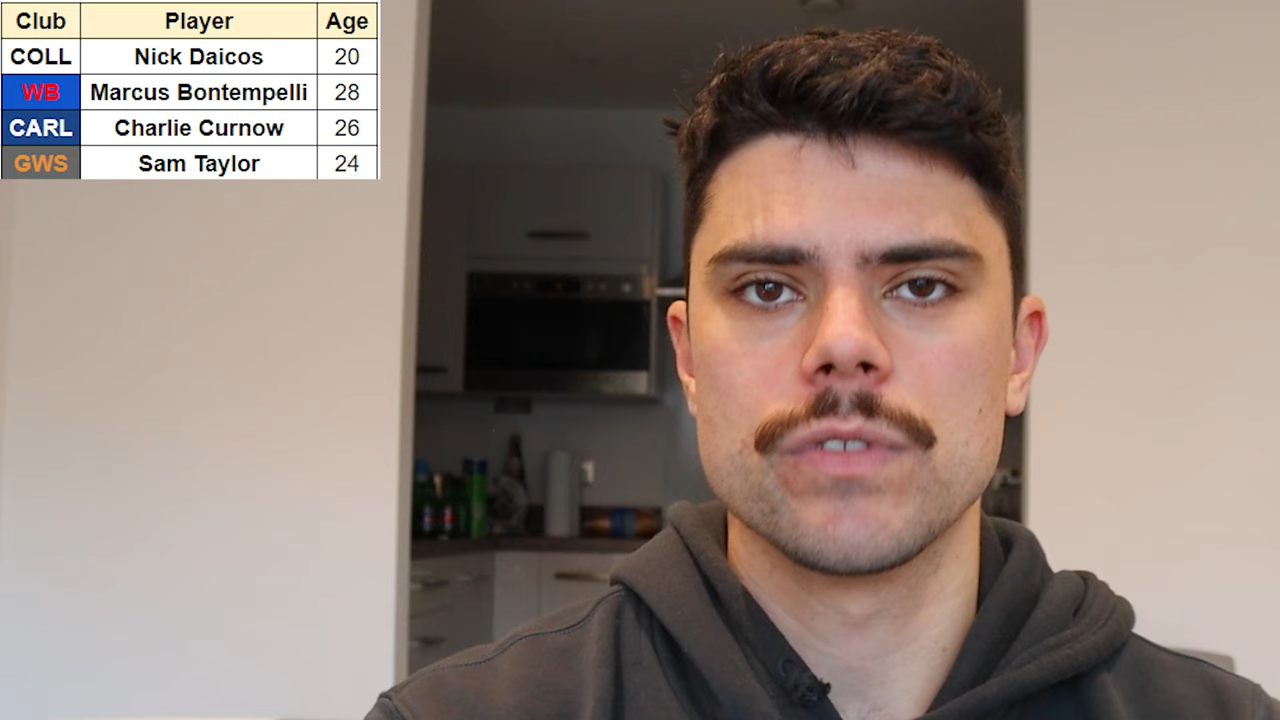 Club Player Age
COLL Nick Daicos 20
WB Marcus Bontempelli 28
CARL Charlie Curnow 26
GWS Sam Taylor 24